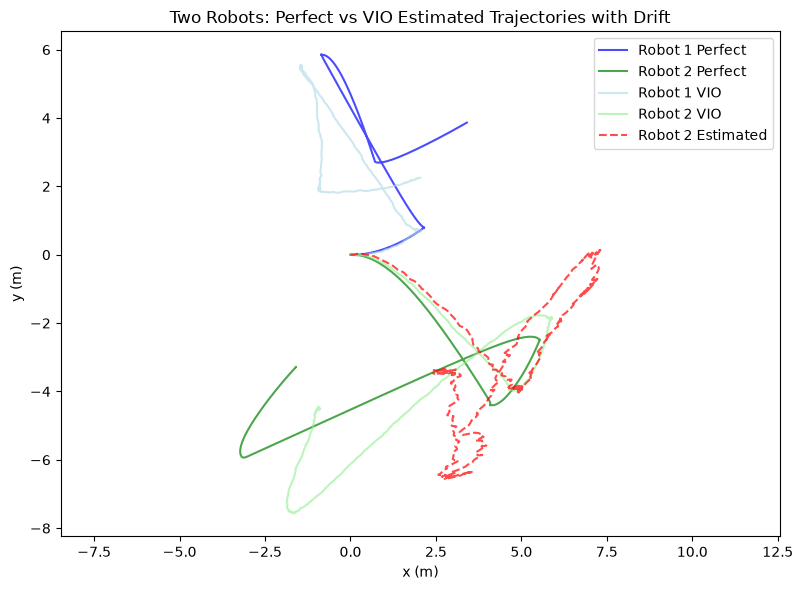 Two Robots: Perfect vs VIO Estimated Trajectories with Drift
Robot 1 Perfect
Robot 2 Perfect
Robot 1 VIO
Robot 2 VIO
Robot 2 Estimated
y (m)
6
4
2
0
−2
−4
−6
−8
−7.5 −5.0 −2.5 0.0 2.5 5.0 7.5 10.0 12.5
x (m)